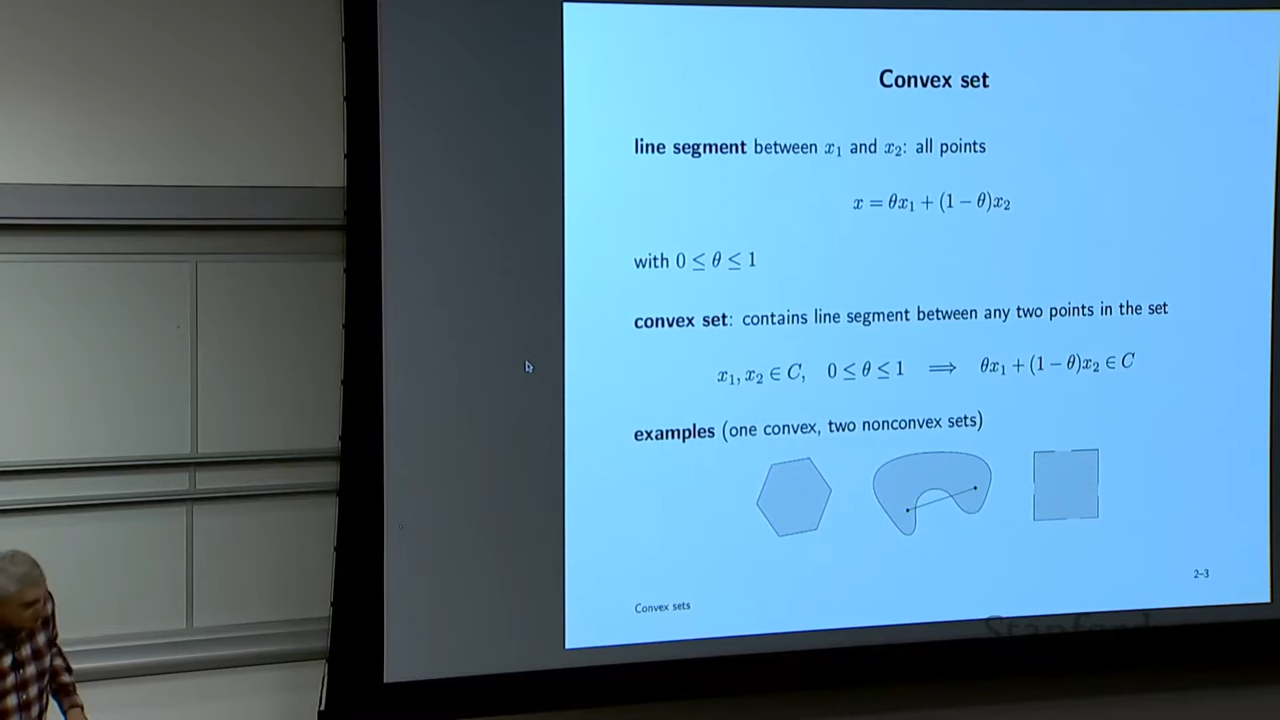 Convex set
line segment between x₁ and x₂: all points
x = θx₁ + (1 − θ)x₂
with 0 ≤ θ ≤ 1
convex set: contains line segment between any two points in the set
x₁, x₂ ∈ C, 0 ≤ θ ≤ 1 ⟹ θx₁ + (1 − θ)x₂ ∈ C
examples (one convex, two nonconvex sets)
Convex sets
2–3
Stanford